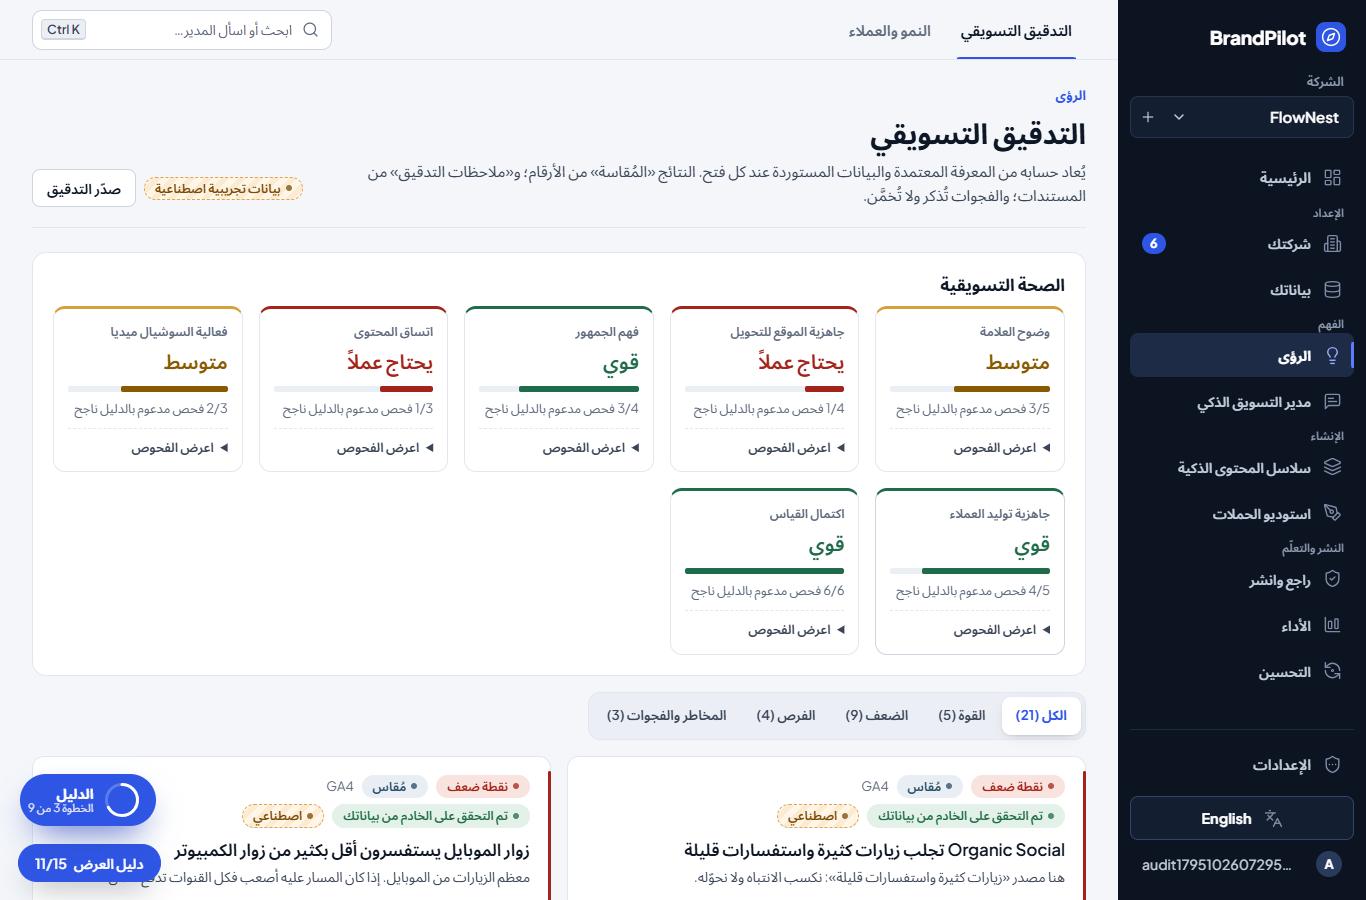 BrandPilot
الشركة
FlowNest
الرئيسية
الإعداد
شركتك
6
بياناتك
الفهم
الرؤى
مدير التسويق الذكي
الإنشاء
سلاسل المحتوى الذكية
استوديو الحملات
النشر والتعلّم
راجع وانشر
الأداء
التحسين
الإعدادات
English
A
audit1795102607295...
التدقيق التسويقي
النمو والعملاء
ابحث أو اسأل المدير...
Ctrl K
الرؤى
التدقيق التسويقي
يُعاد حسابه من المعرفة المعتمدة والبيانات المستوردة عند كل فتح. النتائج «المُقاسة» من الأرقام؛ و«ملاحظات التدقيق» من
المستندات؛ والفجوات تُذكر ولا تُخمَّن.
بيانات تجريبية اصطناعية
صدّر التدقيق
الصحة التسويقية
وضوح العلامة
متوسط
3/5 فحص مدعوم بالدليل ناجح
اعرض الفحوص
جاهزية الموقع للتحويل
يحتاج عملاً
1/4 فحص مدعوم بالدليل ناجح
اعرض الفحوص
فهم الجمهور
قوي
3/4 فحص مدعوم بالدليل ناجح
اعرض الفحوص
اتساق المحتوى
يحتاج عملاً
1/3 فحص مدعوم بالدليل ناجح
اعرض الفحوص
فعالية السوشيال ميديا
متوسط
2/3 فحص مدعوم بالدليل ناجح
اعرض الفحوص
جاهزية توليد العملاء
قوي
4/5 فحص مدعوم بالدليل ناجح
اعرض الفحوص
اكتمال القياس
قوي
6/6 فحص مدعوم بالدليل ناجح
اعرض الفحوص
الكل (21)
القوة (5)
الضعف (9)
الفرص (4)
المخاطر والفجوات (3)
نقطة ضعف
مُقاس
GA4
تم التحقق على الخادم من بياناتك
اصطناعي
Organic Social تجلب زيارات كثيرة واستفسارات قليلة
هنا مصدر «زيارات كثيرة واستفسارات قليلة»: نكسب الانتباه ولا نحوّله.
نقطة ضعف
مُقاس
GA4
تم التحقق على الخادم من بياناتك
اصطناعي
زوار الموبايل يستفسرون أقل بكثير من زوار الكمبيوتر
معظم الزيارات من الموبايل. إذا كان المسار عليه أصعب فكل القنوات
الدليل
الخطوة 3 من 9
دليل العرض 11/15